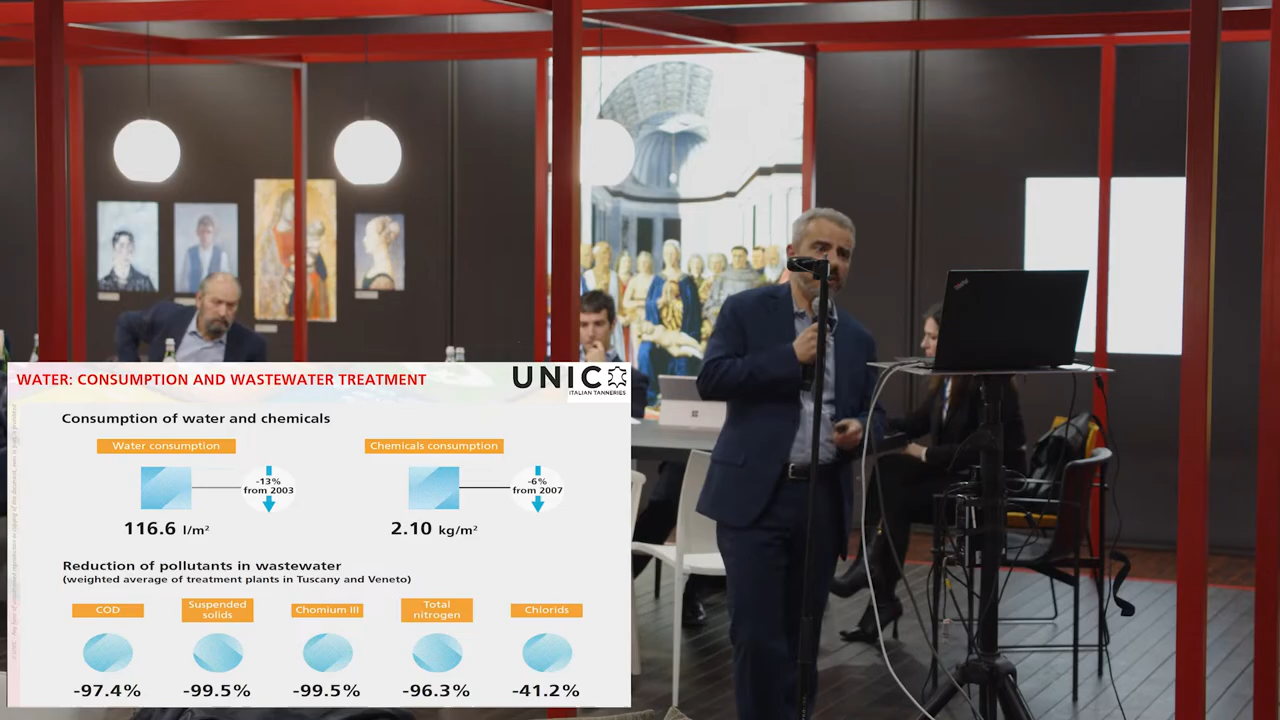 WATER: CONSUMPTION AND WASTEWATER TREATMENT
UNIC
ITALIAN TANNERIES
Consumption of water and chemicals
Water consumption
Chemicals consumption
-13%
from 2003
-6%
from 2007
116.6 l/m²
2.10 kg/m²
Reduction of pollutants in wastewater
(weighted average of treatment plants in Tuscany and Veneto)
COD
Suspended
solids
Chomium III
Total
nitrogen
Chlorids
-97.4%
-99.5%
-99.5%
-96.3%
-41.2%